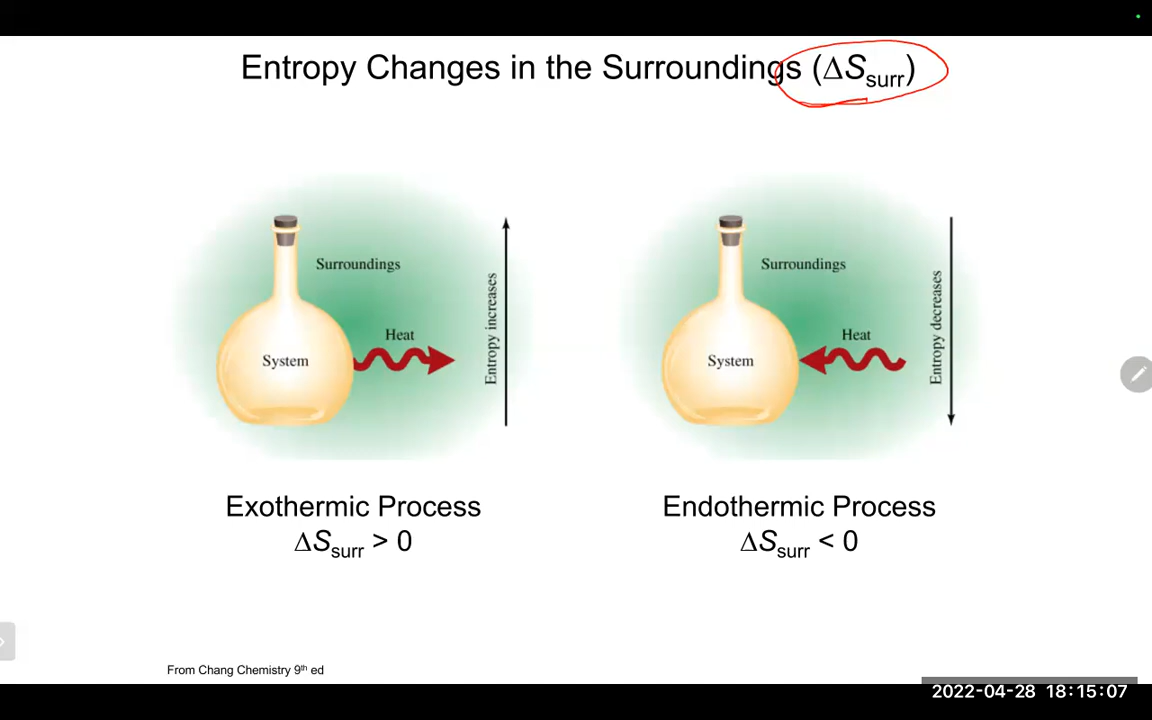 Entropy Changes in the Surroundings (ΔSsurr)
Surroundings
Heat
System
Entropy increases
Surroundings
Heat
System
Entropy decreases
Exothermic Process
ΔSsurr > 0
Endothermic Process
ΔSsurr < 0
From Chang Chemistry 9th ed
2022-04-28 18:15:07